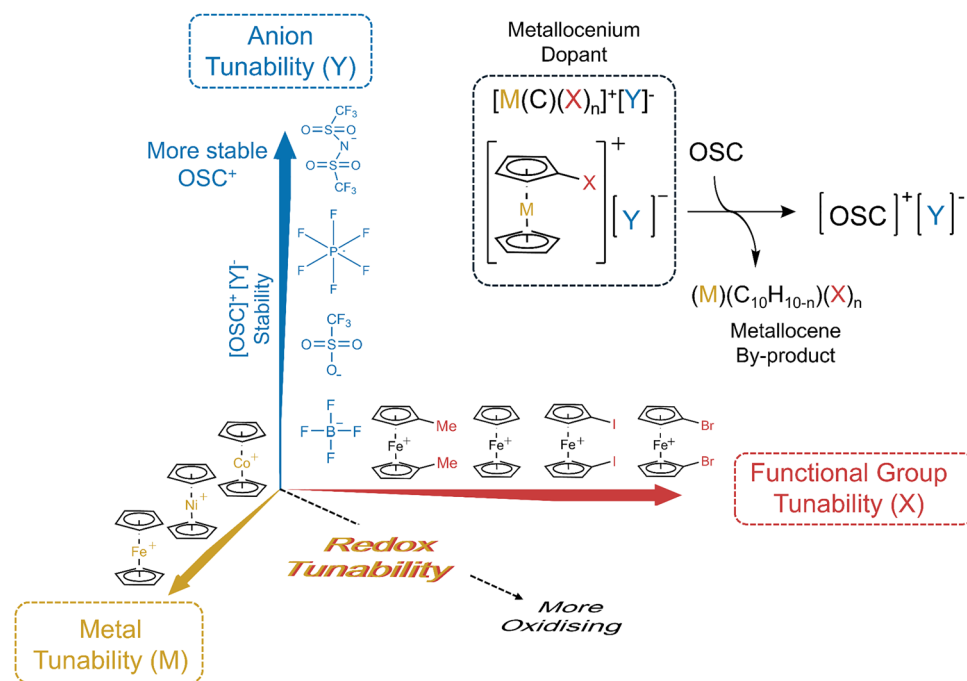 Anion
Tunability (Y)
More stable
OSC⁺
[OSC]⁺[Y]⁻
Stability
CF₃
O=S=O
N⁻
O=S=O
CF₃
F
F F
P⁻
F F
F
CF₃
O=S=O
O⁻
F
F-B⁻-F
F
Metallocenium
Dopant
[M(C)(X)ₙ]⁺[Y]⁻
[M X]⁺[Y]⁻
OSC
[OSC]⁺[Y]⁻
(M)(C₁₀H₁₀₋ₙ)(X)ₙ
Metallocene
By-product
Me
Fe⁺
Me
Fe⁺
I
Fe⁺
I
Br
Fe⁺
Br
Functional Group
Tunability (X)
Co⁺
Ni⁺
Fe⁺
Metal
Tunability (M)
Redox
Tunability
More
Oxidising